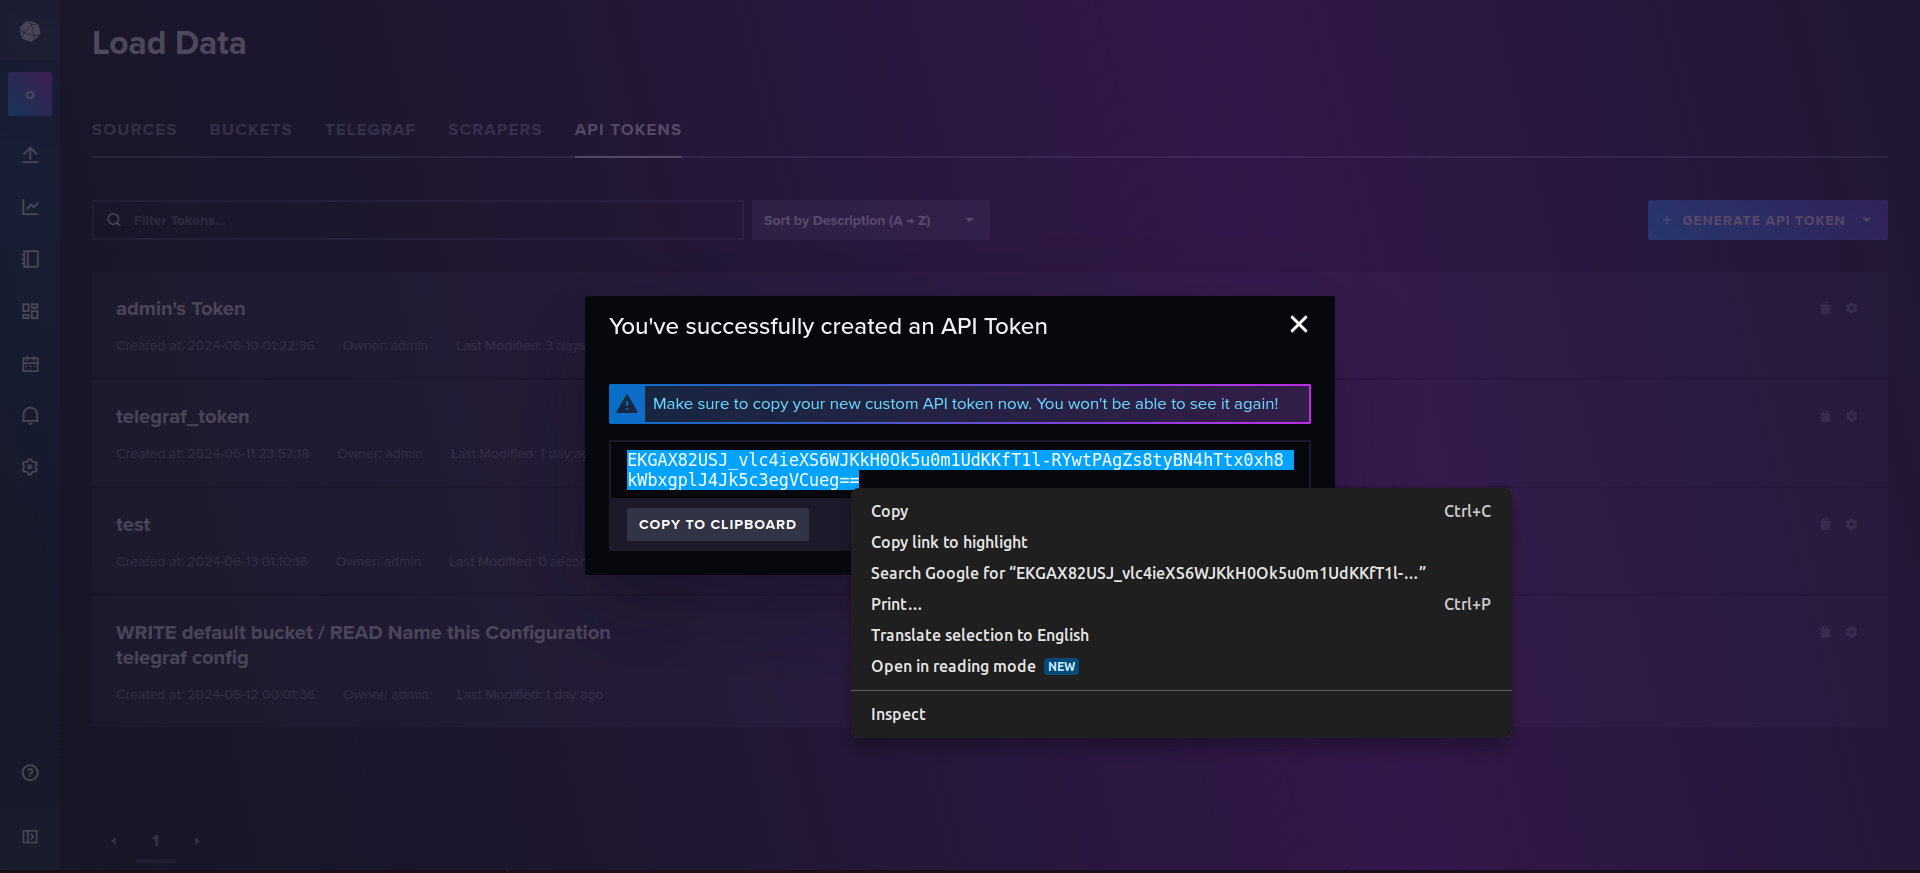 Load Data
SOURCES BUCKETS TELEGRAF SCRAPERS API TOKENS
Filter Tokens...
Sort by Description (A → Z)
+ GENERATE API TOKEN
admin's Token
Created at: 2024-06-10 01:22:36 Owner: admin Last Modified: 3 days
telegraf_token
Created at: 2024-06-11 23:57:18 Owner: admin Last Modified: 1 day ag
test
Created at: 2024-06-13 01:10:16 Owner: admin Last Modified: 0 secon
WRITE default bucket / READ Name this Configuration
telegraf config
Created at: 2024-06-12 00:01:36 Owner: admin Last Modified: 1 day ago
1
You've successfully created an API Token
Make sure to copy your new custom API token now. You won't be able to see it again!
EKGAX82USJ_vlc4ieXS6WJKkH0Ok5u0m1UdKKfT1l-RYwtPAgZs8tyBN4hTtx0xh8
kWbxgplJ4Jk5c3egVCueg==
COPY TO CLIPBOARD
Copy Ctrl+C
Copy link to highlight
Search Google for “EKGAX82USJ_vlc4ieXS6WJKkH0Ok5u0m1UdKKfT1l-...”
Print... Ctrl+P
Translate selection to English
Open in reading mode NEW
Inspect